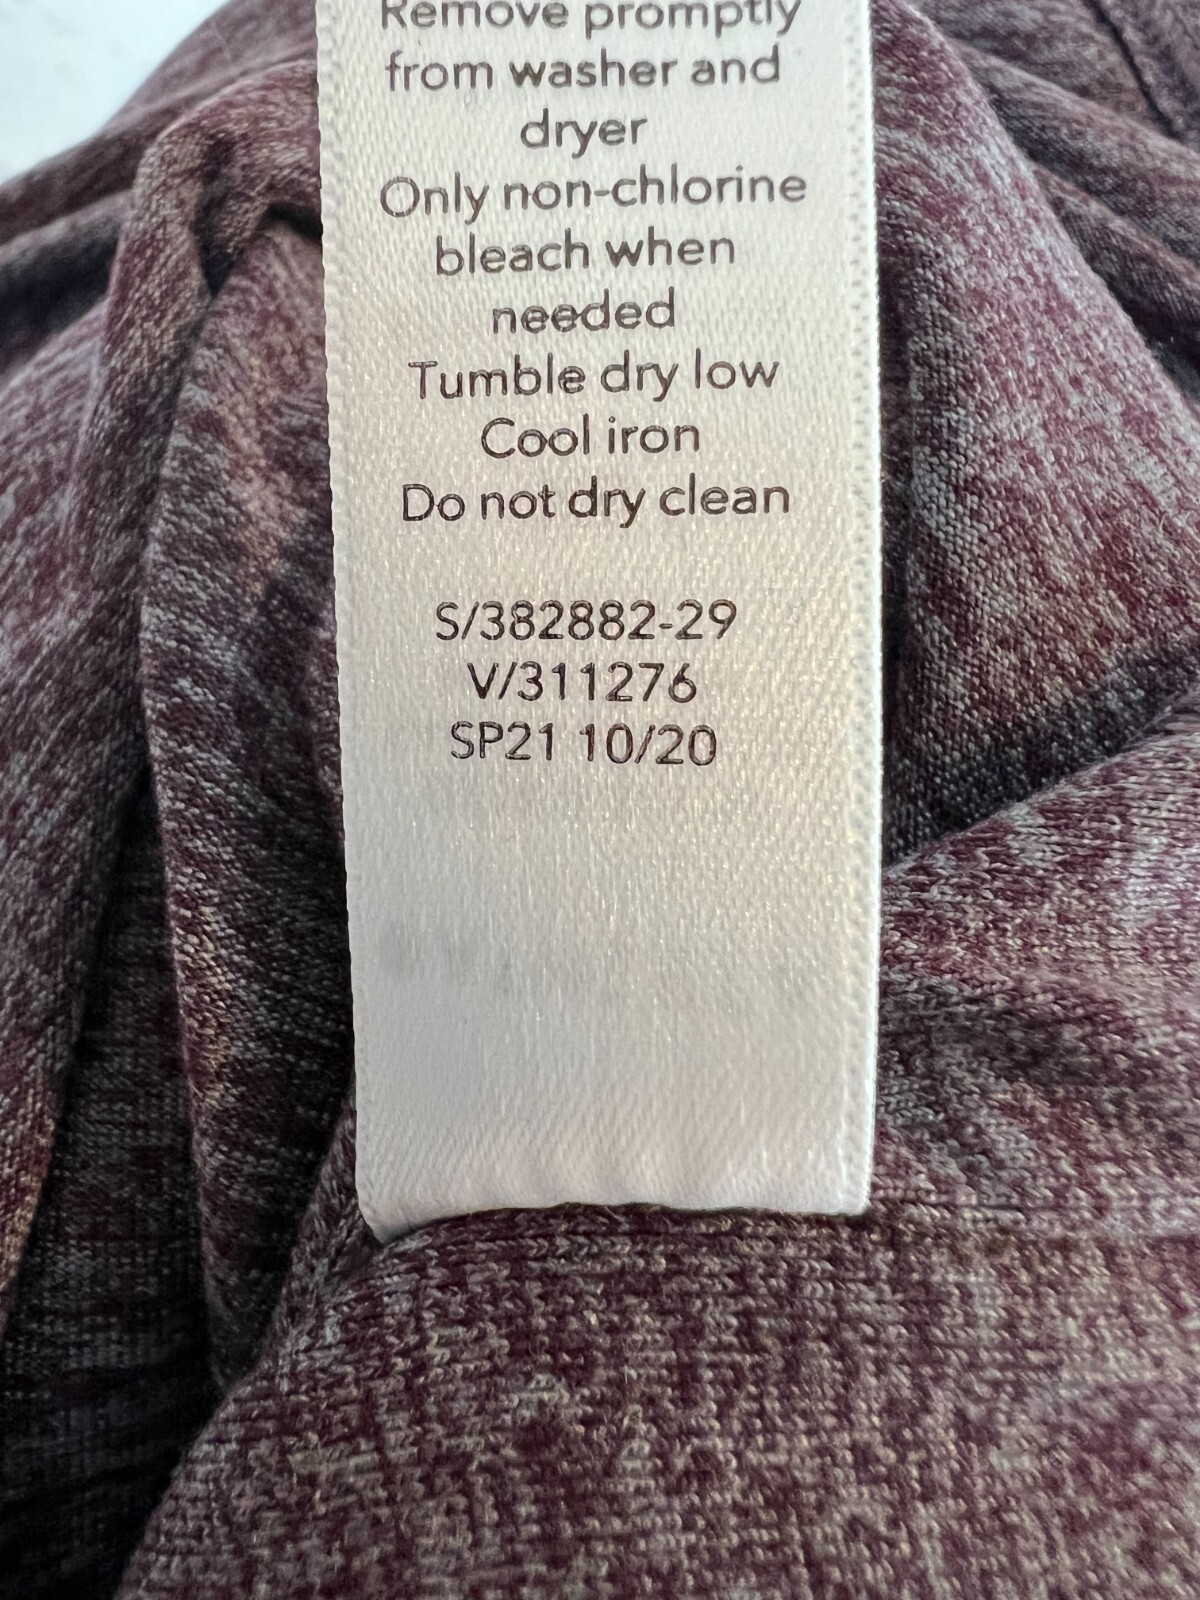 Remove promptly
from washer and
dryer
Only non-chlorine
bleach when
needed
Tumble dry low
Cool iron
Do not dry clean
S/382882-29
V/311276
SP21 10/20